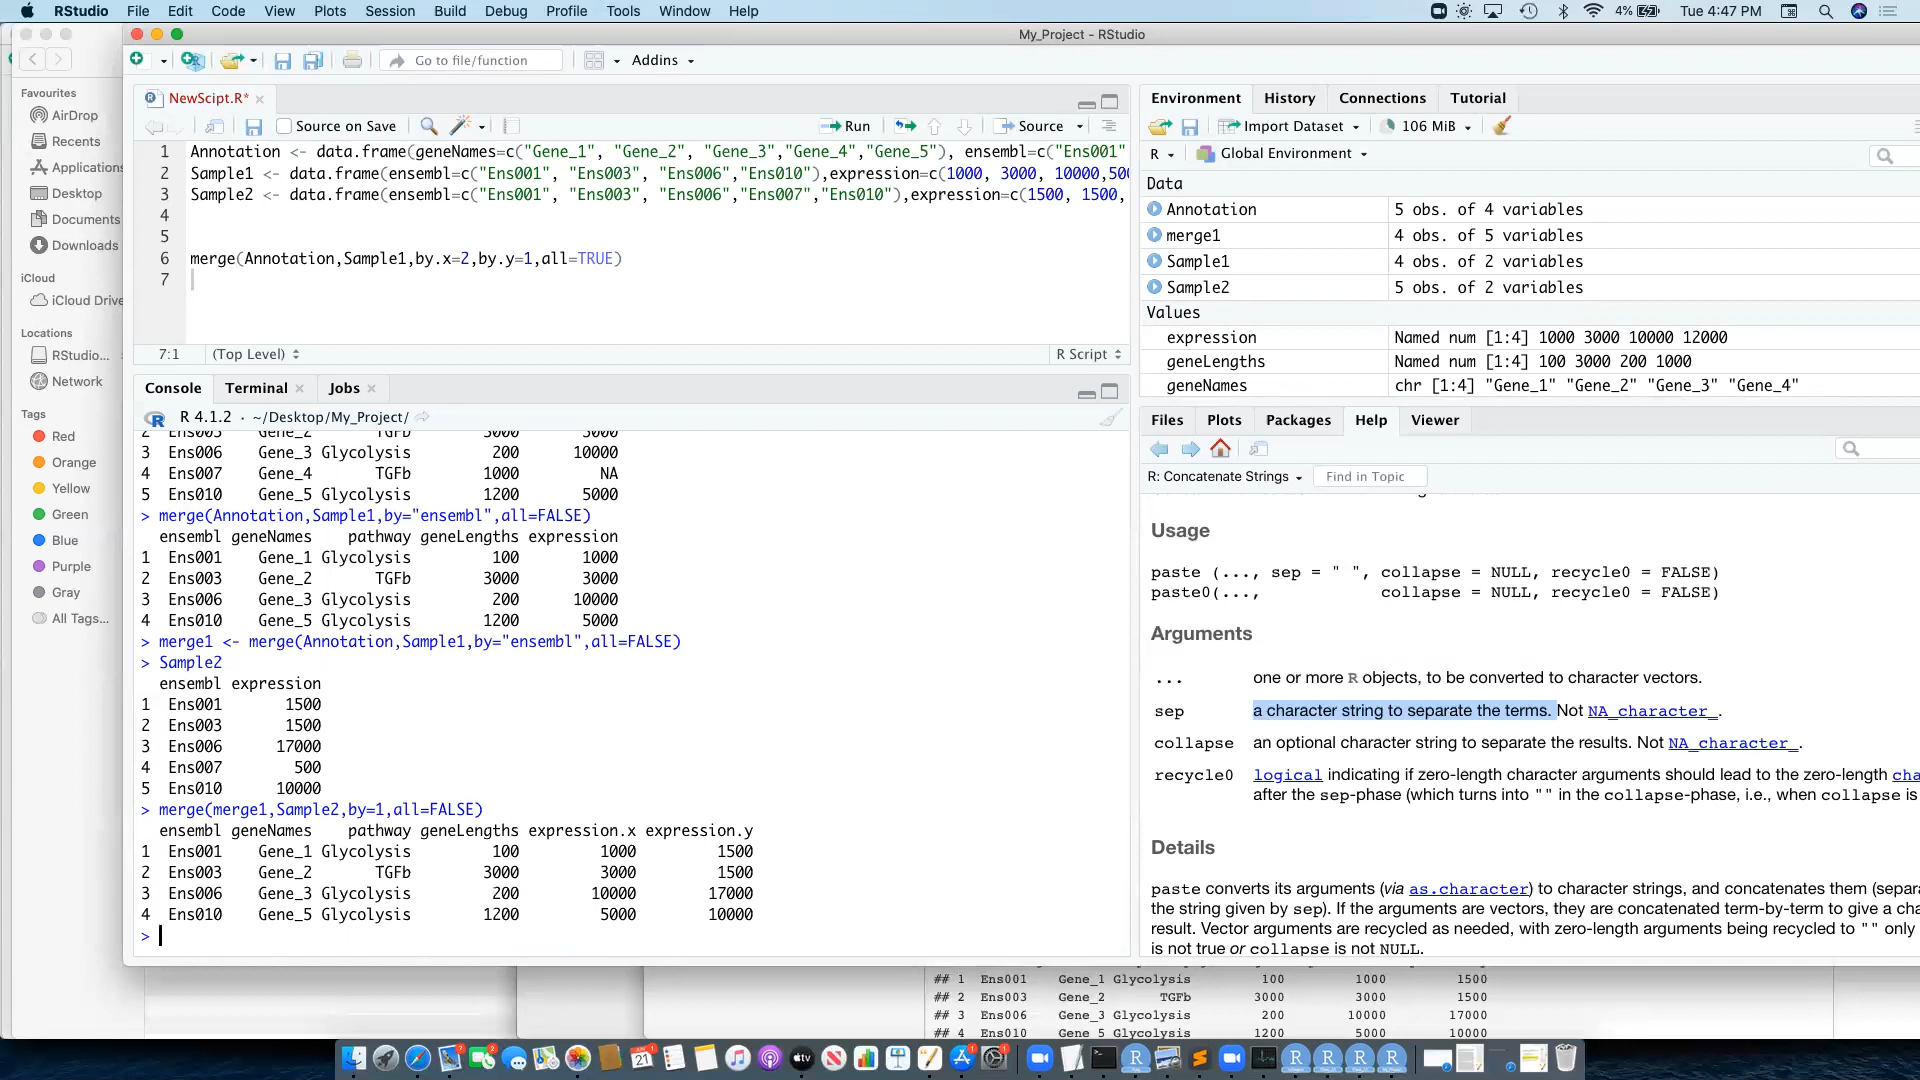 RStudio File Edit Code View Plots Session Build Debug Profile Tools Window Help 4% Tue 4:47 PM
My_Project - RStudio
Go to file/function Addins
Favourites
AirDrop
Recents
Applications
Desktop
Documents
Downloads
iCloud
iCloud Drive
Locations
RStudio...
Network
Tags
Red
Orange
Yellow
Green
Blue
Purple
Gray
All Tags...
NewScipt.R*
Source on Save Run Source
1 Annotation <- data.frame(geneNames=c("Gene_1", "Gene_2", "Gene_3","Gene_4","Gene_5"), ensembl=c("Ens001"
2 Sample1 <- data.frame(ensembl=c("Ens001", "Ens003", "Ens006","Ens010"),expression=c(1000, 3000, 10000,500
3 Sample2 <- data.frame(ensembl=c("Ens001", "Ens003", "Ens006","Ens007","Ens010"),expression=c(1500, 1500,
4
5
6 merge(Annotation,Sample1,by.x=2,by.y=1,all=TRUE)
7
7:1 (Top Level) R Script
Console Terminal Jobs
R 4.1.2 · ~/Desktop/My_Project/
2 Ens003 Gene_2 TGFb 3000 3000
3 Ens006 Gene_3 Glycolysis 200 10000
4 Ens007 Gene_4 TGFb 1000 NA
5 Ens010 Gene_5 Glycolysis 1200 5000
> merge(Annotation,Sample1,by="ensembl",all=FALSE)
ensembl geneNames pathway geneLengths expression
1 Ens001 Gene_1 Glycolysis 100 1000
2 Ens003 Gene_2 TGFb 3000 3000
3 Ens006 Gene_3 Glycolysis 200 10000
4 Ens010 Gene_5 Glycolysis 1200 5000
> merge1 <- merge(Annotation,Sample1,by="ensembl",all=FALSE)
> Sample2
ensembl expression
1 Ens001 1500
2 Ens003 1500
3 Ens006 17000
4 Ens007 500
5 Ens010 10000
> merge(merge1,Sample2,by=1,all=FALSE)
ensembl geneNames pathway geneLengths expression.x expression.y
1 Ens001 Gene_1 Glycolysis 100 1000 1500
2 Ens003 Gene_2 TGFb 3000 3000 1500
3 Ens006 Gene_3 Glycolysis 200 10000 17000
4 Ens010 Gene_5 Glycolysis 1200 5000 10000
>
Environment History Connections Tutorial
Import Dataset 106 MiB
R Global Environment
Data
Annotation 5 obs. of 4 variables
merge1 4 obs. of 5 variables
Sample1 4 obs. of 2 variables
Sample2 5 obs. of 2 variables
Values
expression Named num [1:4] 1000 3000 10000 12000
geneLengths Named num [1:4] 100 3000 200 1000
geneNames chr [1:4] "Gene_1" "Gene_2" "Gene_3" "Gene_4"
Files Plots Packages Help Viewer
R: Concatenate Strings Find in Topic
Usage
paste (..., sep = " ", collapse = NULL, recycle0 = FALSE)
paste0(..., collapse = NULL, recycle0 = FALSE)
Arguments
... one or more R objects, to be converted to character vectors.
sep a character string to separate the terms. Not NA_character_.
collapse an optional character string to separate the results. Not NA_character_.
recycle0 logical indicating if zero-length character arguments should lead to the zero-length cha
after the sep-phase (which turns into "" in the collapse-phase, i.e., when collapse is
Details
paste converts its arguments (via as.character) to character strings, and concatenates them (separa
the string given by sep). If the arguments are vectors, they are concatenated term-by-term to give a cha
result. Vector arguments are recycled as needed, with zero-length arguments being recycled to "" only
is not true or collapse is not NULL.
## 1 Ens001 Gene_1 Glycolysis 100 1000 1500
## 2 Ens003 Gene_2 TGFb 3000 3000 1500
## 3 Ens006 Gene_3 Glycolysis 200 10000 17000
## 4 Ens010 Gene_5 Glycolysis 1200 5000 10000